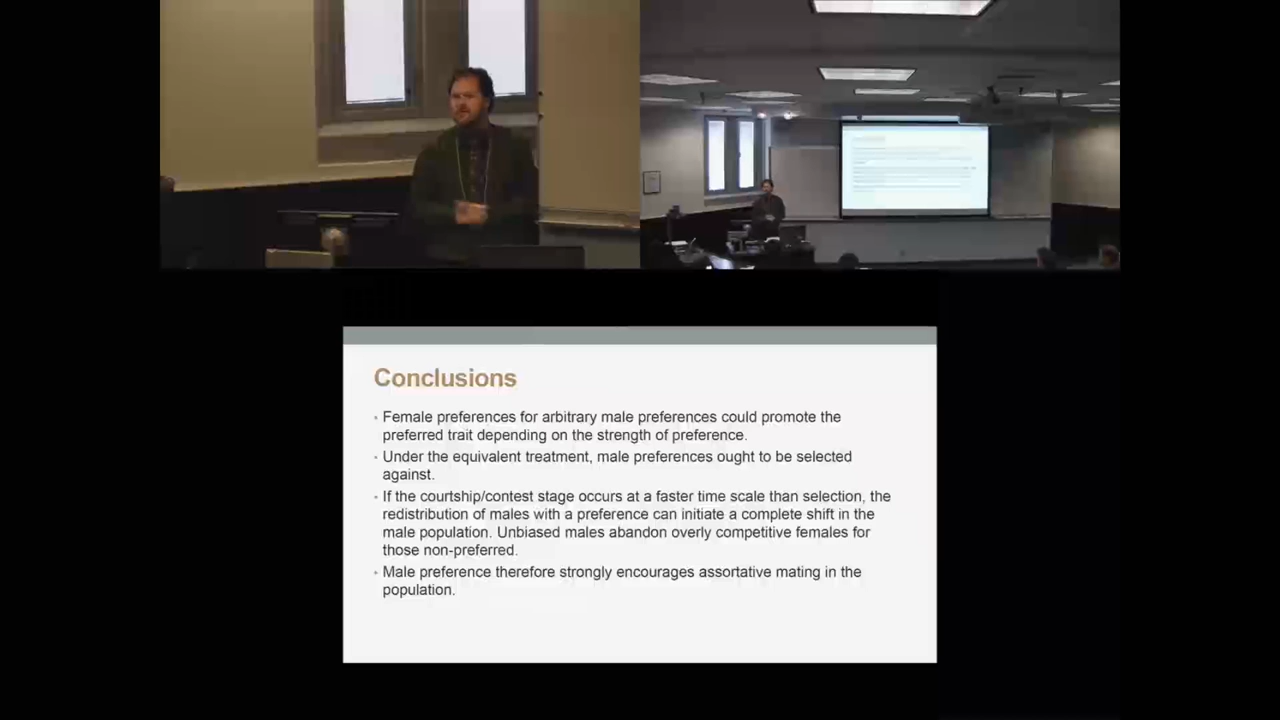 Conclusions
Female preferences for arbitrary male preferences could promote the
preferred trait depending on the strength of preference.
Under the equivalent treatment, male preferences ought to be selected
against.
If the courtship/contest stage occurs at a faster time scale than selection, the
redistribution of males with a preference can initiate a complete shift in the
male population. Unbiased males abandon overly competitive females for
those non-preferred.
Male preference therefore strongly encourages assortative mating in the
population.